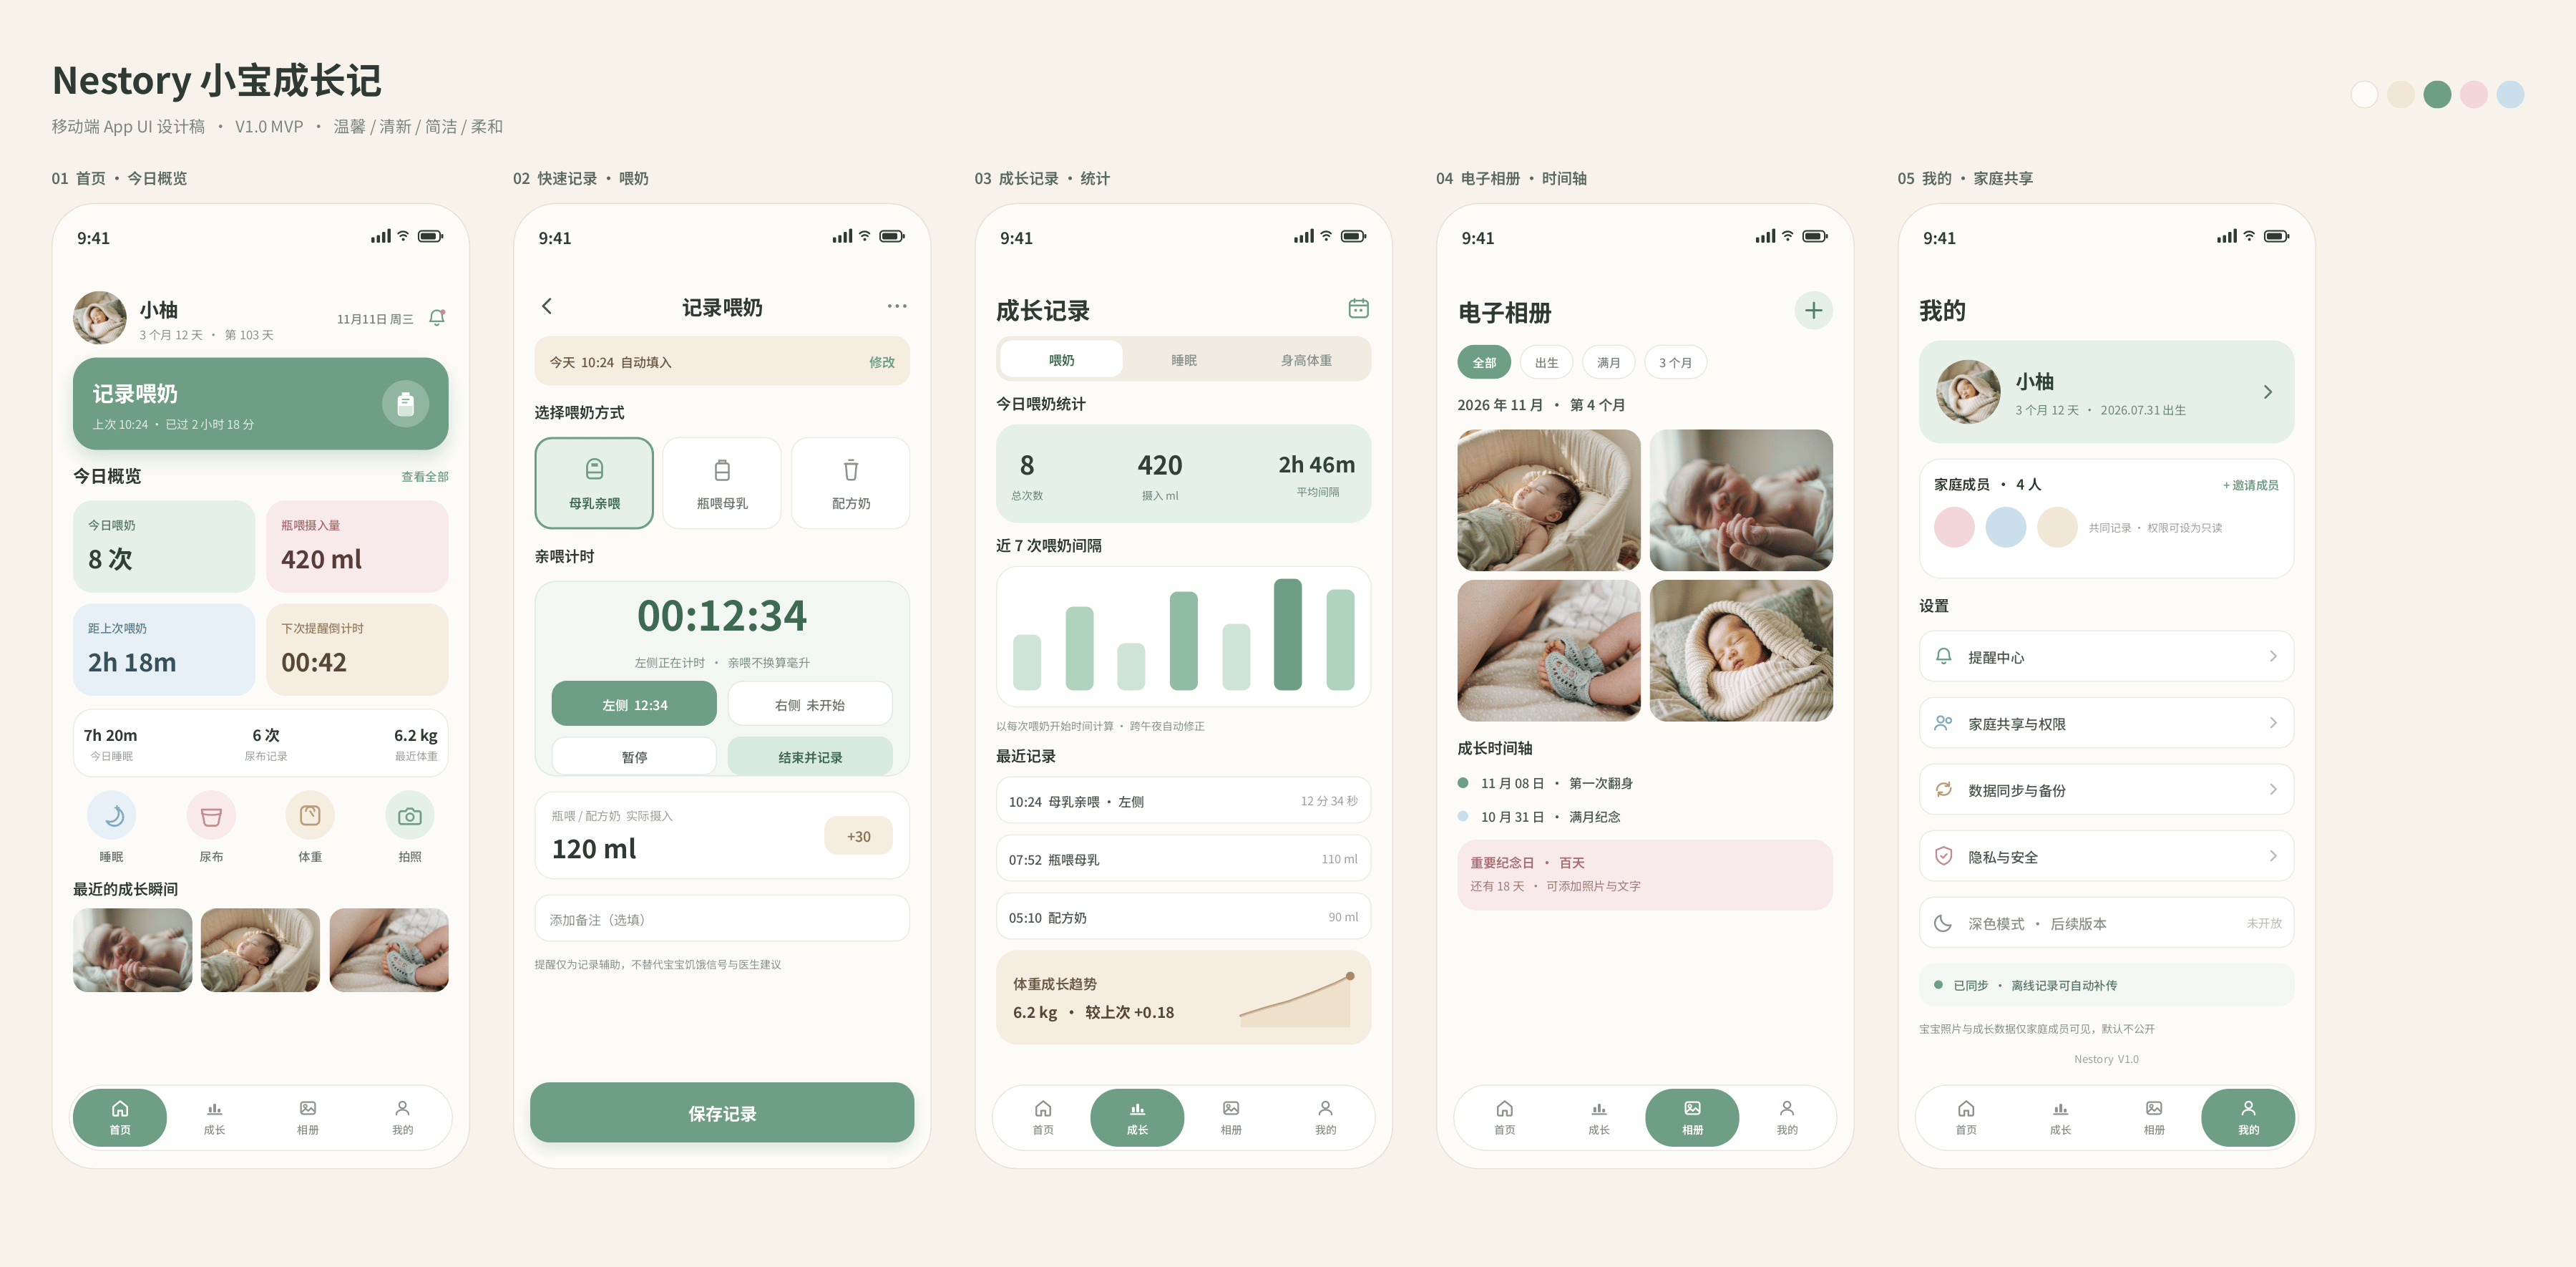 Nestory 小宝成长记
移动端 App UI 设计稿 · V1.0 MVP · 温馨 / 清新 / 简洁 / 柔和
01 首页 · 今日概览
9:41
小柚
3 个月 12 天 · 第 103 天
11月11日 周三
记录喂奶
上次 10:24 · 已过 2 小时 18 分
今日概览
查看全部
今日喂奶
8 次
瓶喂摄入量
420 ml
距上次喂奶
2h 18m
下次提醒倒计时
00:42
7h 20m
今日睡眠
6 次
尿布记录
6.2 kg
最近体重
睡眠
尿布
体重
拍照
最近的成长瞬间
首页
成长
相册
我的
02 快速记录 · 喂奶
9:41
记录喂奶
今天 10:24 自动填入
修改
选择喂奶方式
母乳亲喂
瓶喂母乳
配方奶
亲喂计时
00:12:34
左侧正在计时 · 亲喂不换算毫升
左侧 12:34
右侧 未开始
暂停
结束并记录
瓶喂 / 配方奶 实际摄入
120 ml
+30
添加备注（选填）
提醒仅为记录辅助，不替代宝宝饥饿信号与医生建议
保存记录
03 成长记录 · 统计
9:41
成长记录
喂奶
睡眠
身高体重
今日喂奶统计
8
总次数
420
摄入 ml
2h 46m
平均间隔
近 7 次喂奶间隔
以每次喂奶开始时间计算 · 跨午夜自动修正
最近记录
10:24 母乳亲喂 · 左侧
12 分 34 秒
07:52 瓶喂母乳
110 ml
05:10 配方奶
90 ml
体重成长趋势
6.2 kg · 较上次 +0.18
首页
成长
相册
我的
04 电子相册 · 时间轴
9:41
电子相册
全部
出生
满月
3 个月
2026 年 11 月 · 第 4 个月
成长时间轴
11 月 08 日 · 第一次翻身
10 月 31 日 · 满月纪念
重要纪念日 · 百天
还有 18 天 · 可添加照片与文字
首页
成长
相册
我的
05 我的 · 家庭共享
9:41
我的
小柚
3 个月 12 天 · 2026.07.31 出生
家庭成员 · 4 人
+ 邀请成员
共同记录 · 权限可设为只读
设置
提醒中心
家庭共享与权限
数据同步与备份
隐私与安全
深色模式 · 后续版本
未开放
已同步 · 离线记录可自动补传
宝宝照片与成长数据仅家庭成员可见，默认不公开
Nestory V1.0
首页
成长
相册
我的